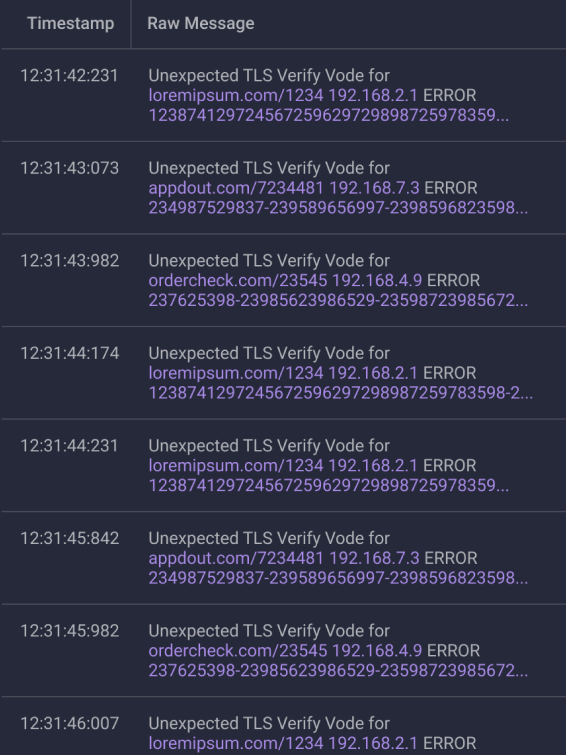 Timestamp Raw Message
12:31:42:231 Unexpected TLS Verify Vode for
loremipsum.com/1234 192.168.2.1 ERROR
123874129724567259629729898725978359...
12:31:43:073 Unexpected TLS Verify Vode for
appdout.com/7234481 192.168.7.3 ERROR
234987529837-239589656997-2398596823598...
12:31:43:982 Unexpected TLS Verify Vode for
ordercheck.com/23545 192.168.4.9 ERROR
237625398-23985623986529-23598723985672...
12:31:44:174 Unexpected TLS Verify Vode for
loremipsum.com/1234 192.168.2.1 ERROR
1238741297245672596297298987259783598-2...
12:31:44:231 Unexpected TLS Verify Vode for
loremipsum.com/1234 192.168.2.1 ERROR
123874129724567259629729898725978359...
12:31:45:842 Unexpected TLS Verify Vode for
appdout.com/7234481 192.168.7.3 ERROR
234987529837-239589656997-2398596823598...
12:31:45:982 Unexpected TLS Verify Vode for
ordercheck.com/23545 192.168.4.9 ERROR
237625398-23985623986529-23598723985672...
12:31:46:007 Unexpected TLS Verify Vode for
loremipsum.com/1234 192.168.2.1 ERROR